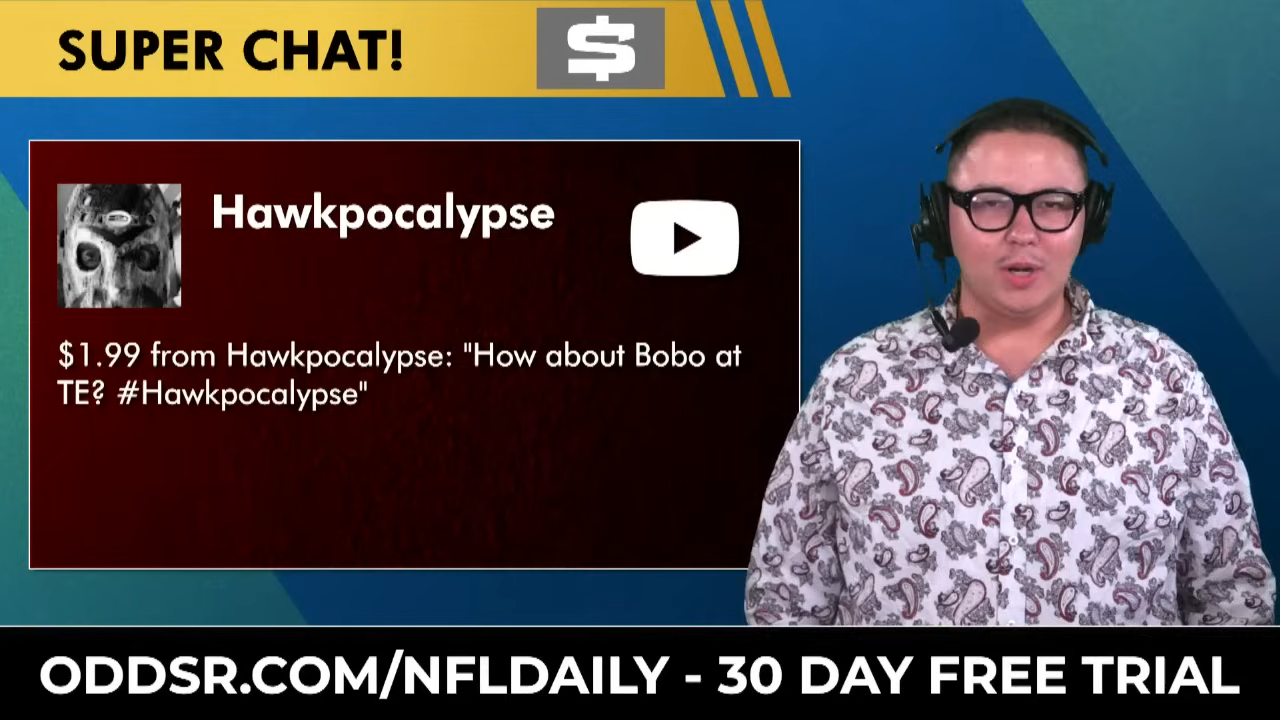 SUPER CHAT!
$
Hawkpocalypse
$1.99 from Hawkpocalypse: "How about Bobo at
TE? #Hawkpocalypse"
ODDSR.COM/NFLDAILY - 30 DAY FREE TRIAL